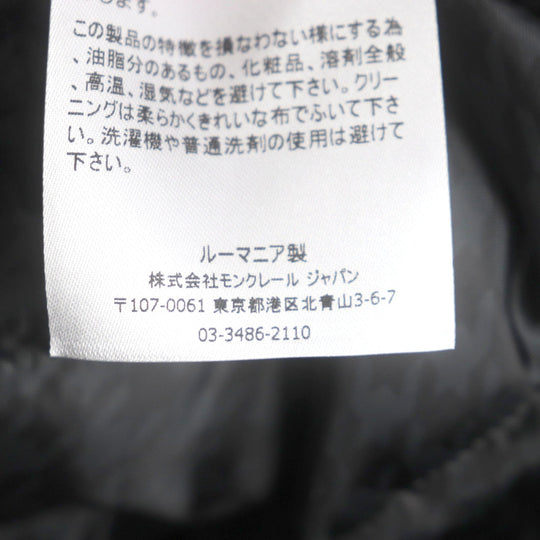 します。
この製品の特徴を損なわない様にする為
、油脂分のあるもの、化粧品、溶剤全般
、高温、湿気などを避けて下さい。クリー
ニングは柔らかくきれいな布でふいて下さ
い。洗濯機や普通洗剤の使用は避けて
下さい。
ルーマニア製
株式会社モンクレール ジャパン
〒107-0061 東京都港区北青山3-6-7
03-3486-2110